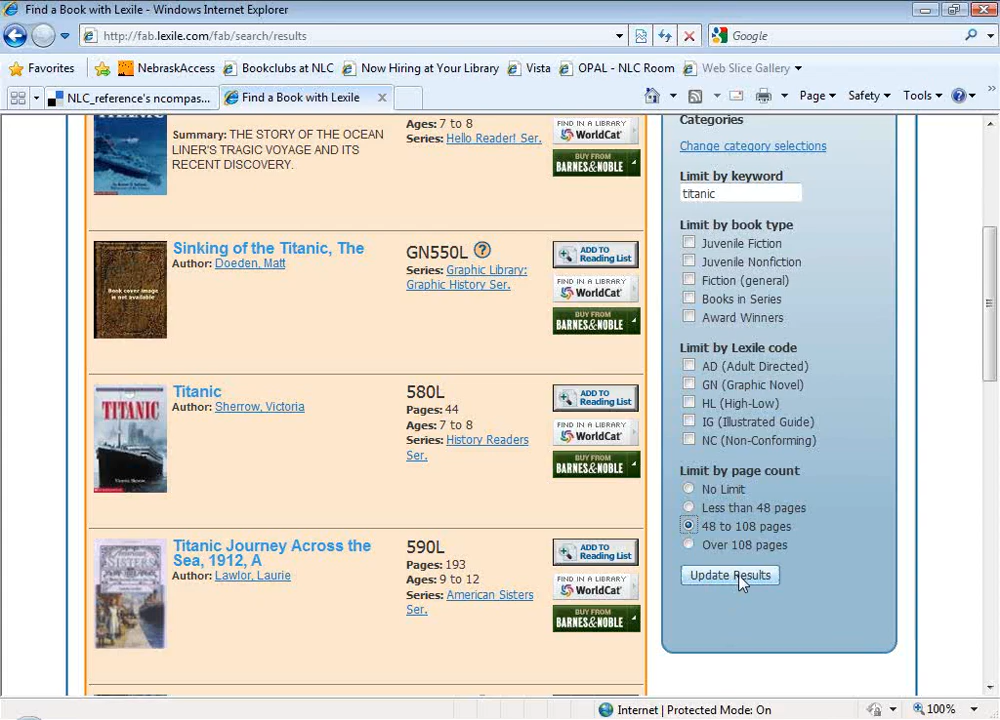 Find a Book with Lexile - Windows Internet Explorer
http://fab.lexile.com/fab/search/results
Google
Favorites
NebraskAccess
Bookclubs at NLC
Now Hiring at Your Library
Vista
OPAL - NLC Room
Web Slice Gallery
NLC_reference's ncompas...
Find a Book with Lexile
Page
Safety
Tools
Summary: THE STORY OF THE OCEAN
LINER'S TRAGIC VOYAGE AND ITS
RECENT DISCOVERY.
Ages: 7 to 8
Series: Hello Reader! Ser.
FIND IN A LIBRARY
WorldCat
BUY FROM
BARNES&NOBLE
Book cover image
is not available
Sinking of the Titanic, The
Author: Doeden, Matt
GN550L
Series: Graphic Library:
Graphic History Ser.
ADD TO
Reading List
FIND IN A LIBRARY
WorldCat
BUY FROM
BARNES&NOBLE
TITANIC
Titanic
Author: Sherrow, Victoria
580L
Pages: 44
Ages: 7 to 8
Series: History Readers
Ser.
ADD TO
Reading List
FIND IN A LIBRARY
WorldCat
BUY FROM
BARNES&NOBLE
Titanic Journey Across the
Sea, 1912, A
Author: Lawlor, Laurie
590L
Pages: 193
Ages: 9 to 12
Series: American Sisters
Ser.
ADD TO
Reading List
FIND IN A LIBRARY
WorldCat
BUY FROM
BARNES&NOBLE
Categories
Change category selections
Limit by keyword
titanic
Limit by book type
Juvenile Fiction
Juvenile Nonfiction
Fiction (general)
Books in Series
Award Winners
Limit by Lexile code
AD (Adult Directed)
GN (Graphic Novel)
HL (High-Low)
IG (Illustrated Guide)
NC (Non-Conforming)
Limit by page count
No Limit
Less than 48 pages
48 to 108 pages
Over 108 pages
Update Results
Internet | Protected Mode: On
100%